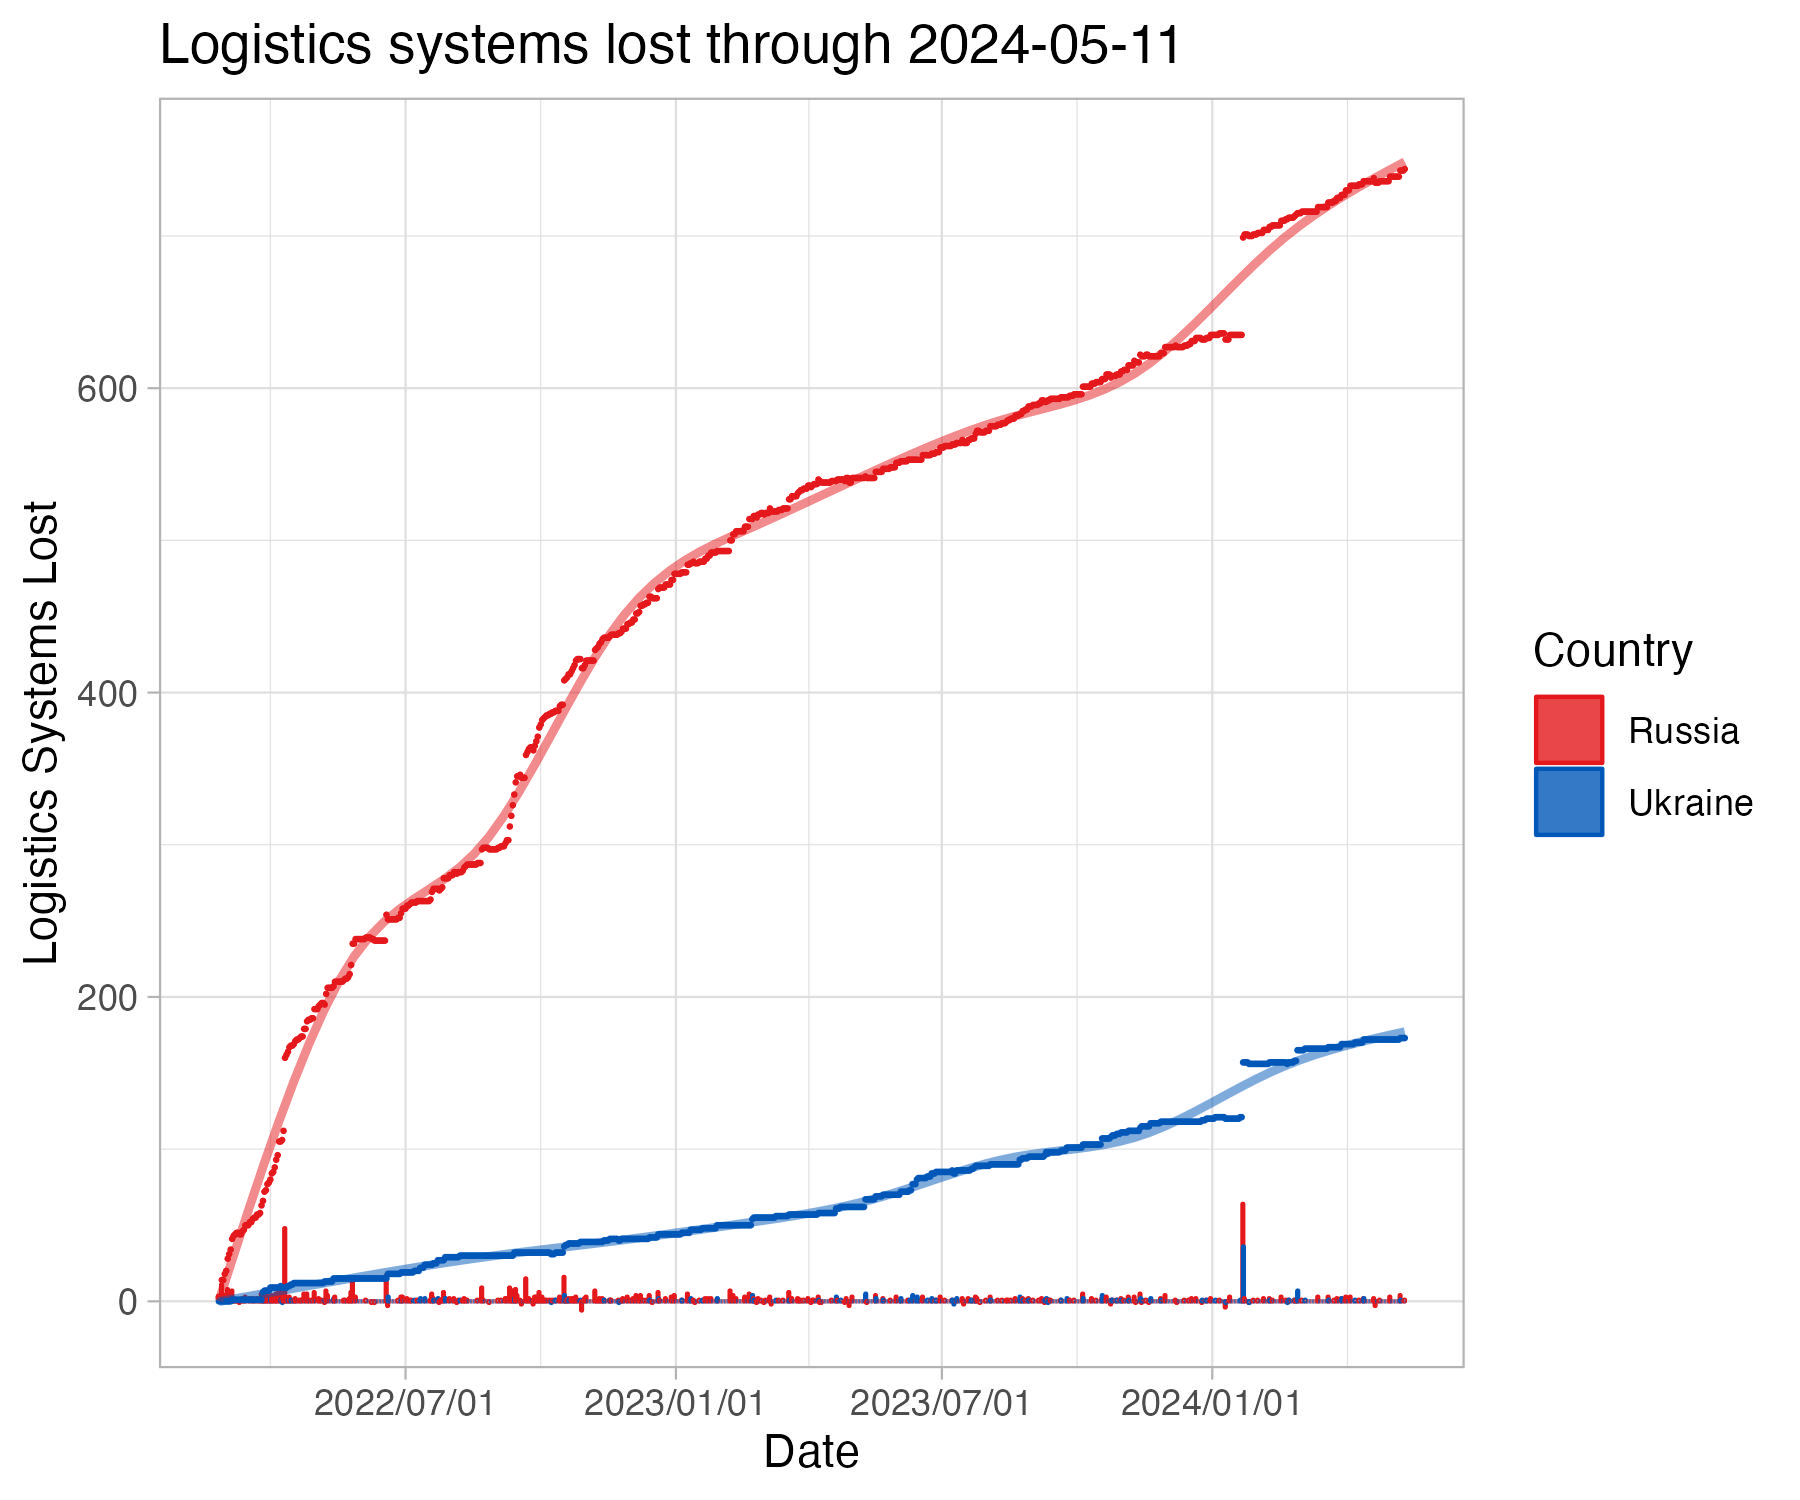 Logistics systems lost through 2024-05-11
Logistics Systems Lost
600
400
200
0
2022/07/01
2023/01/01
2023/07/01
2024/01/01
Date
Country
Russia
Ukraine